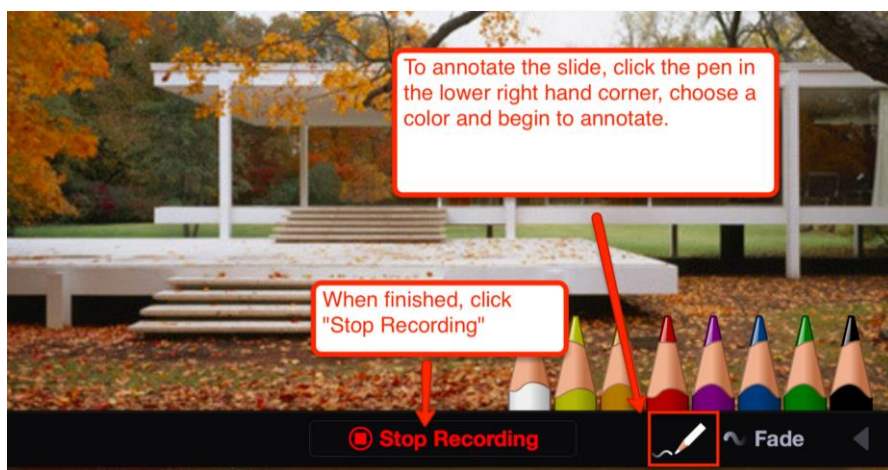 To annotate the slide, click the pen in
the lower right hand corner, choose a
color and begin to annotate.
When finished, click
"Stop Recording"
Stop Recording
Fade